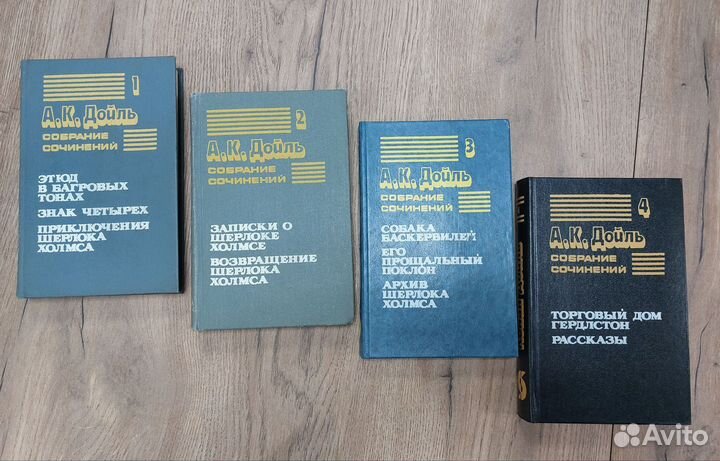 1
А.К. Дойль
СОБРАНИЕ
СОЧИНЕНИЙ
ЭТЮД
В БАГРОВЫХ
ТОНАХ
ЗНАК ЧЕТЫРЕХ
ПРИКЛЮЧЕНИЯ
ШЕРЛОКА
ХОЛМСА
2
А.К. Дойль
СОБРАНИЕ
СОЧИНЕНИЙ
ЗАПИСКИ О
ШЕРЛОКЕ
ХОЛМСЕ
ВОЗВРАЩЕНИЕ
ШЕРЛОКА
ХОЛМСА
3
А.К. Дойль
СОБРАНИЕ
СОЧИНЕНИЙ
СОБАКА
БАСКЕРВИЛЕЙ
ЕГО
ПРОЩАЛЬНЫЙ
ПОКЛОН
АРХИВ
ШЕРЛОКА
ХОЛМСА
4
А.К. Дойль
СОБРАНИЕ
СОЧИНЕНИЙ
ТОРГОВЫЙ ДОМ
ГЕРДЛСТОН
РАССКАЗЫ
Avito